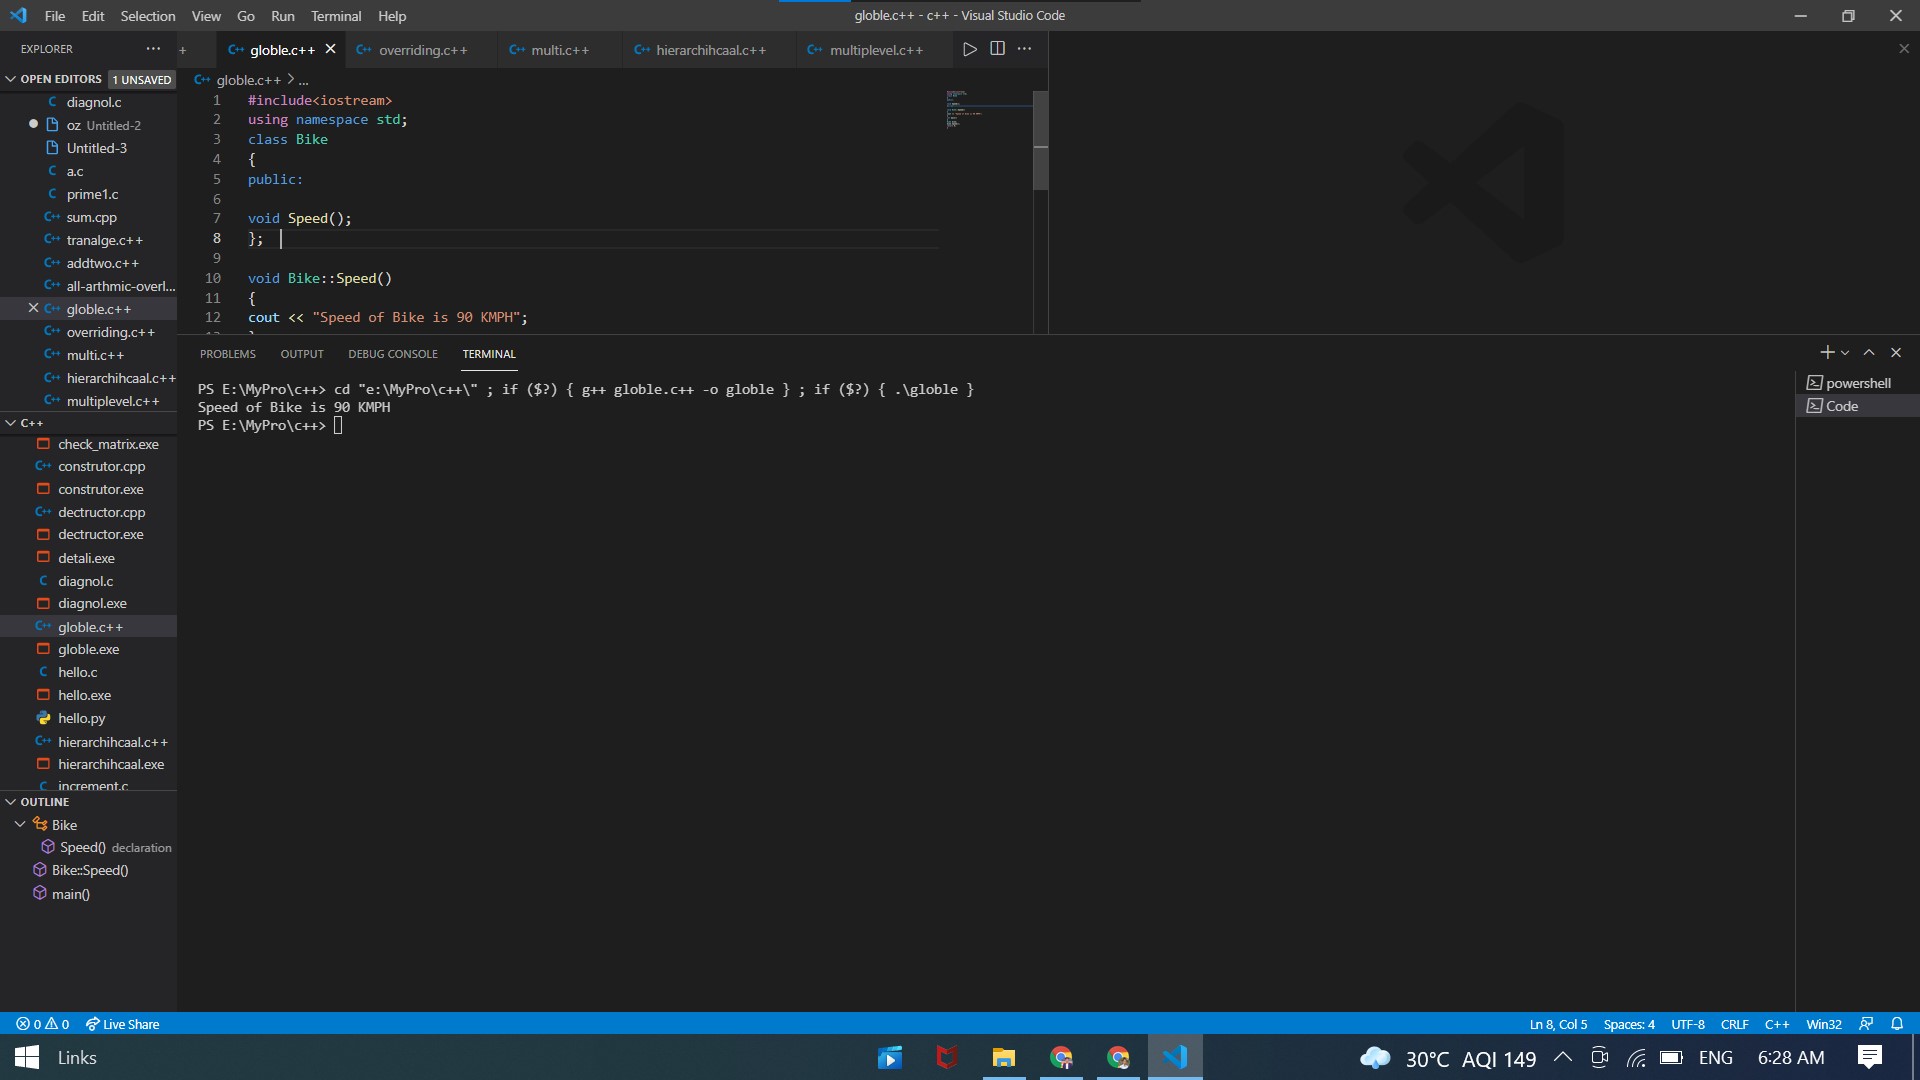 File Edit Selection View Go Run Terminal Help
globle.c++ - c++ - Visual Studio Code
EXPLORER
+
globle.c++
overriding.c++
multi.c++
hierarchihcaal.c++
multiplevel.c++
OPEN EDITORS 1 UNSAVED
diagnol.c
oz Untitled-2
Untitled-3
a.c
prime1.c
sum.cpp
tranalge.c++
addtwo.c++
all-arthmic-overl...
globle.c++
overriding.c++
multi.c++
hierarchihcaal.c++
multiplevel.c++
C++
check_matrix.exe
construtor.cpp
construtor.exe
dectructor.cpp
dectructor.exe
detali.exe
diagnol.c
diagnol.exe
globle.c++
globle.exe
hello.c
hello.exe
hello.py
hierarchihcaal.c++
hierarchihcaal.exe
increment.c
OUTLINE
Bike
Speed() declaration
Bike::Speed()
main()
globle.c++ > ...
1 #include<iostream>
2 using namespace std;
3 class Bike
4 {
5 public:
6
7 void Speed();
8 };
9
10 void Bike::Speed()
11 {
12 cout << "Speed of Bike is 90 KMPH";
PROBLEMS OUTPUT DEBUG CONSOLE TERMINAL
PS E:\MyPro\c++> cd "e:\MyPro\c++\" ; if ($?) { g++ globle.c++ -o globle } ; if ($?) { .\globle }
Speed of Bike is 90 KMPH
PS E:\MyPro\c++>
powershell
Code
0 0 Live Share
Ln 8, Col 5 Spaces: 4 UTF-8 CRLF C++ Win32
Links
30°C AQI 149 ENG 6:28 AM